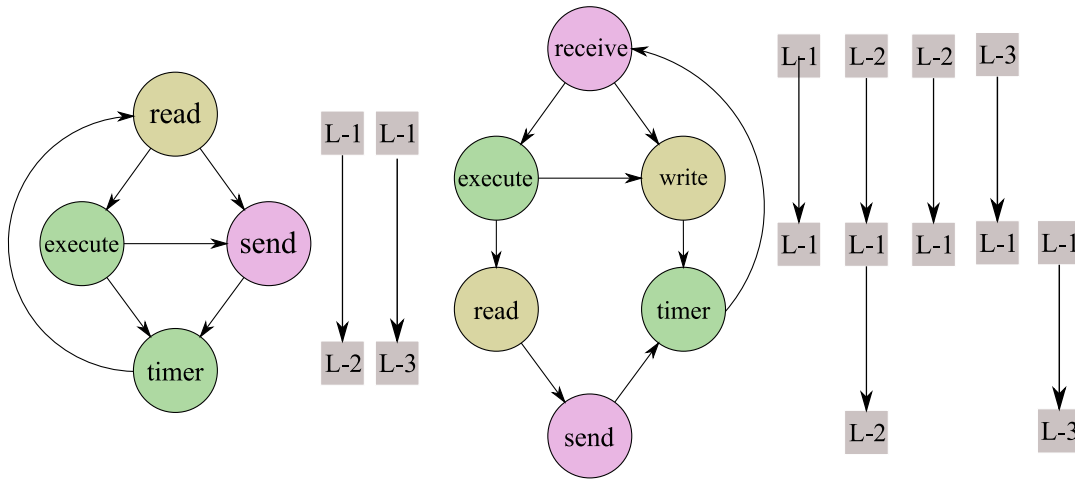 read
execute
send
timer
L-1 L-1
L-2 L-3
receive
execute
write
read
timer
send
L-1 L-2 L-2 L-3
L-1 L-1 L-1 L-1 L-1
L-2 L-3